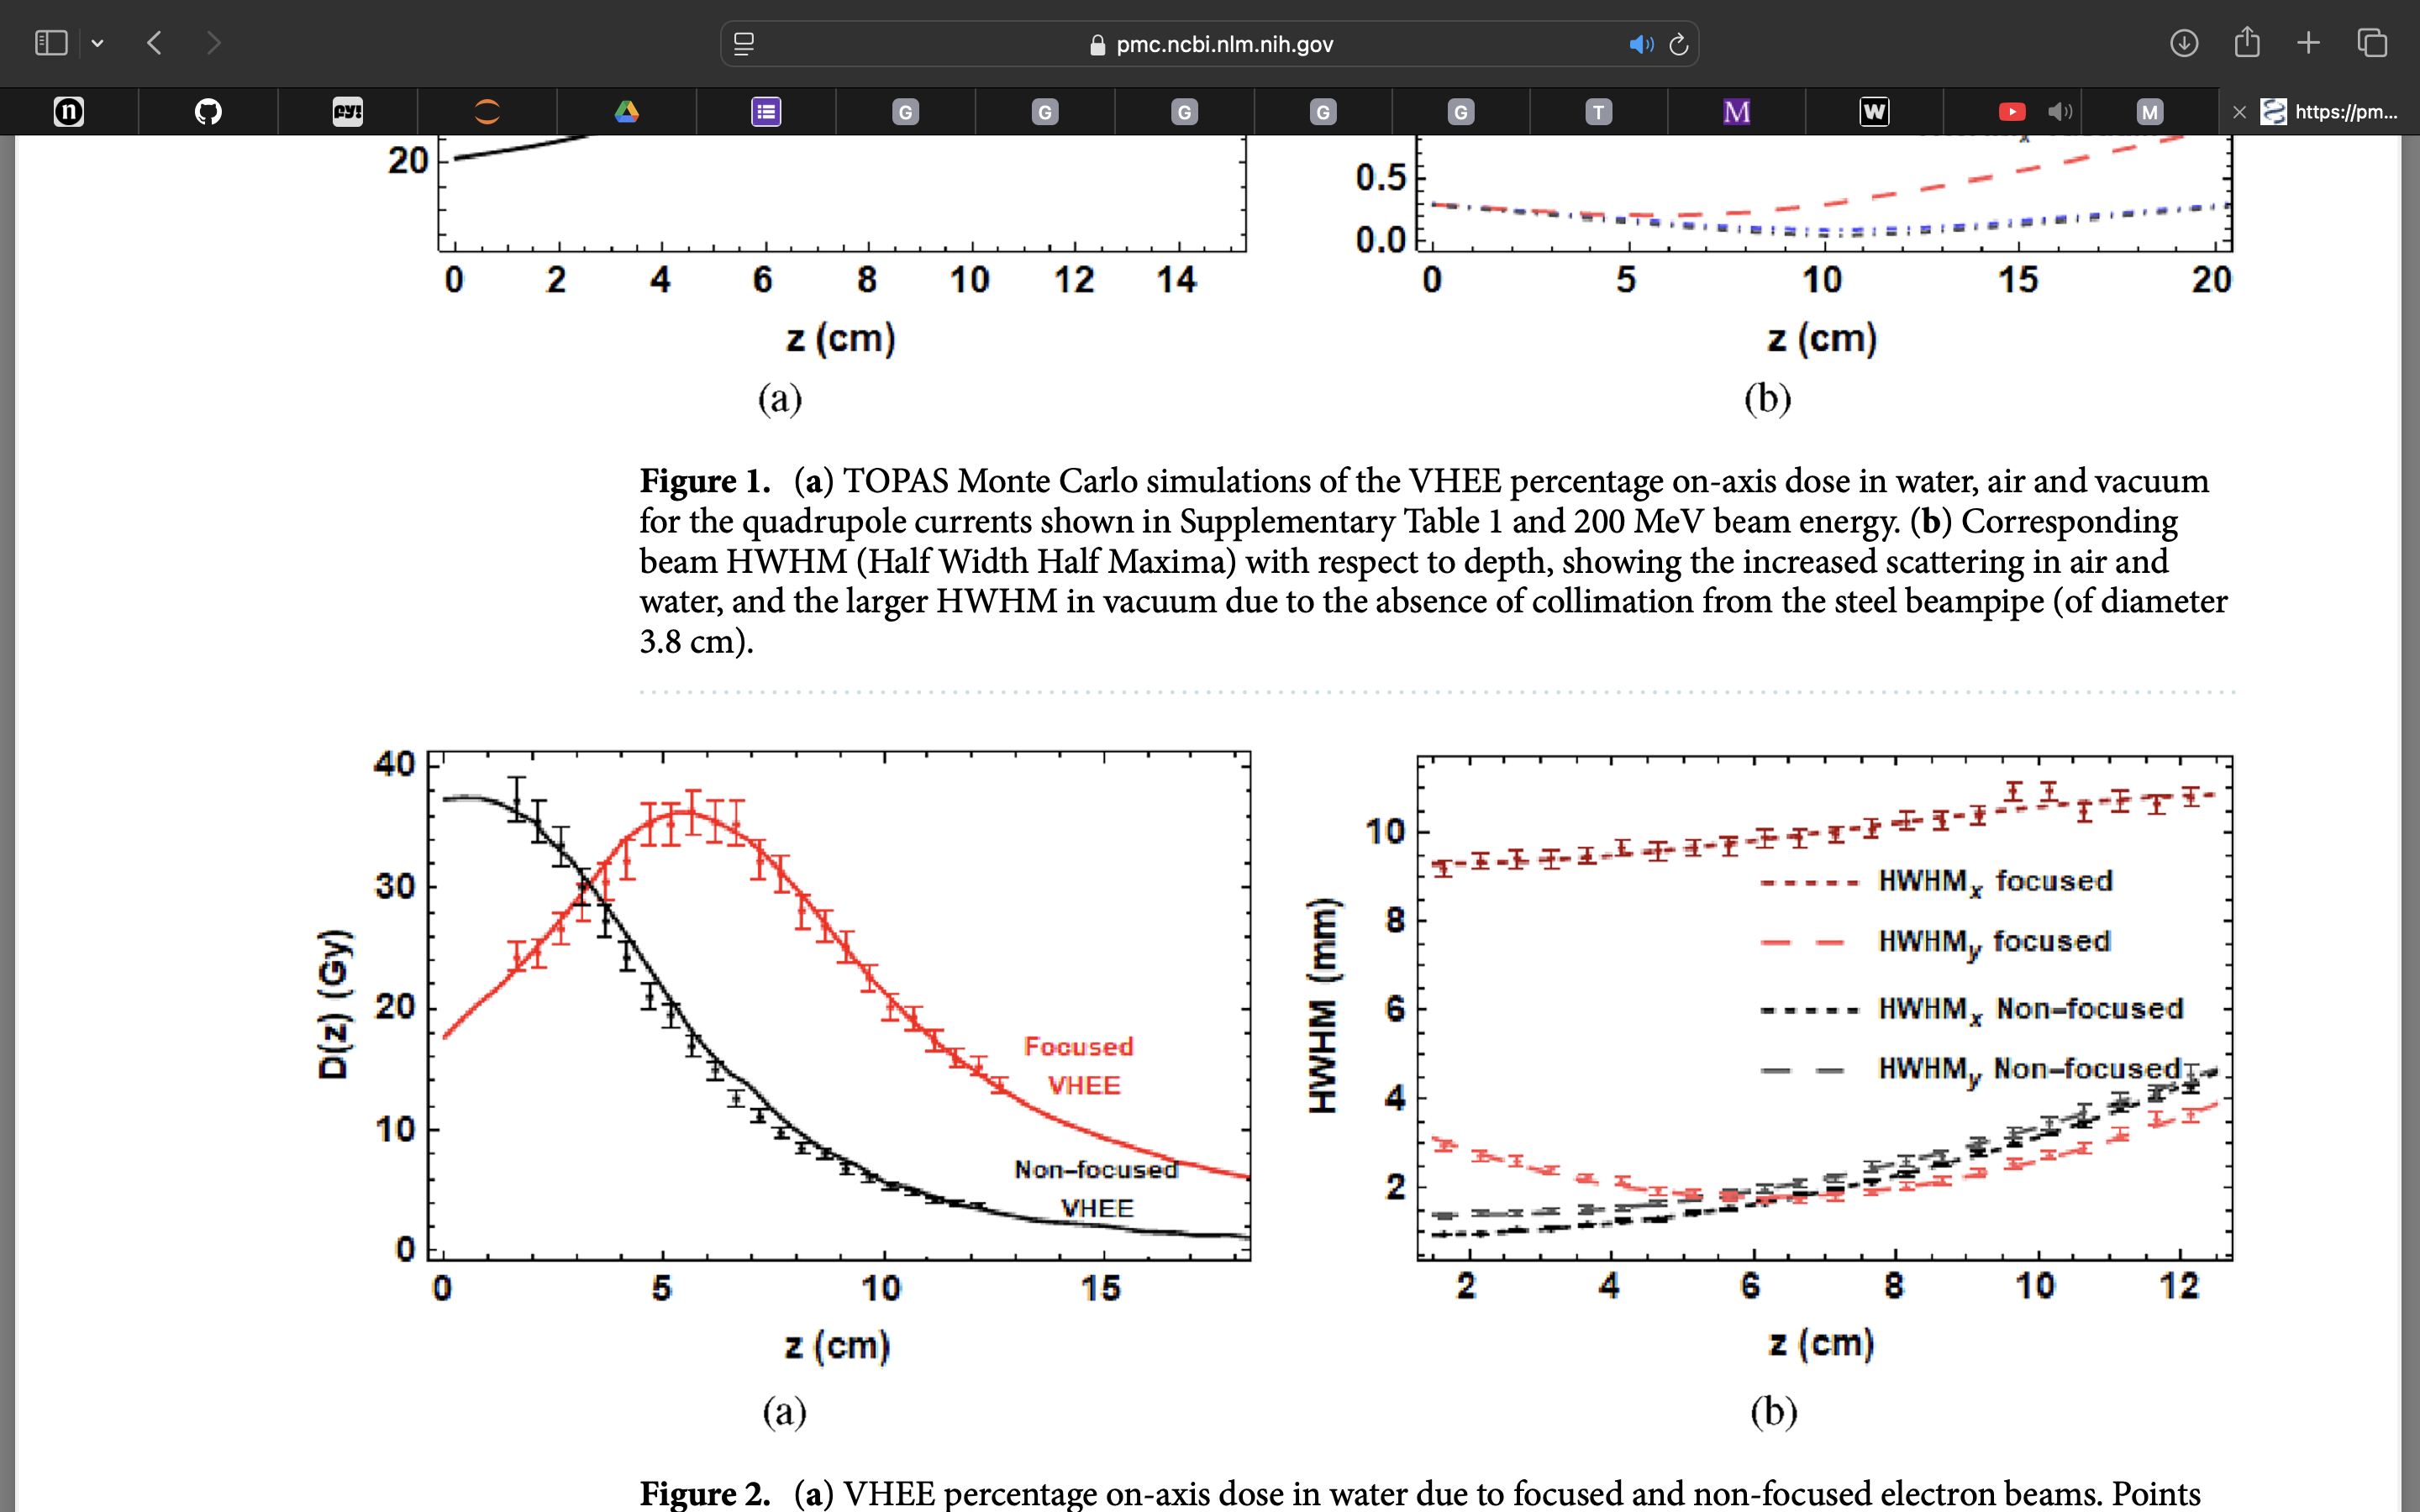 pmc.ncbi.nlm.nih.gov
n
cy!
G
G
G
G
G
T
M
W
M
https://pm...
20
0 2 4 6 8 10 12 14
z (cm)
(a)
0.5
0.0
0 5 10 15 20
z (cm)
(b)
Figure 1. (a) TOPAS Monte Carlo simulations of the VHEE percentage on-axis dose in water, air and vacuum
for the quadrupole currents shown in Supplementary Table 1 and 200 MeV beam energy. (b) Corresponding
beam HWHM (Half Width Half Maxima) with respect to depth, showing the increased scattering in air and
water, and the larger HWHM in vacuum due to the absence of collimation from the steel beampipe (of diameter
3.8 cm).
40
30
20
10
0
D(z) (Gy)
Focused
VHEE
Non-focused
VHEE
0 5 10 15
z (cm)
(a)
10
8
6
4
2
HWHM (mm)
HWHMx focused
HWHMy focused
HWHMx Non-focused
HWHMy Non-focused
2 4 6 8 10 12
z (cm)
(b)
Figure 2. (a) VHEE percentage on-axis dose in water due to focused and non-focused electron beams. Points